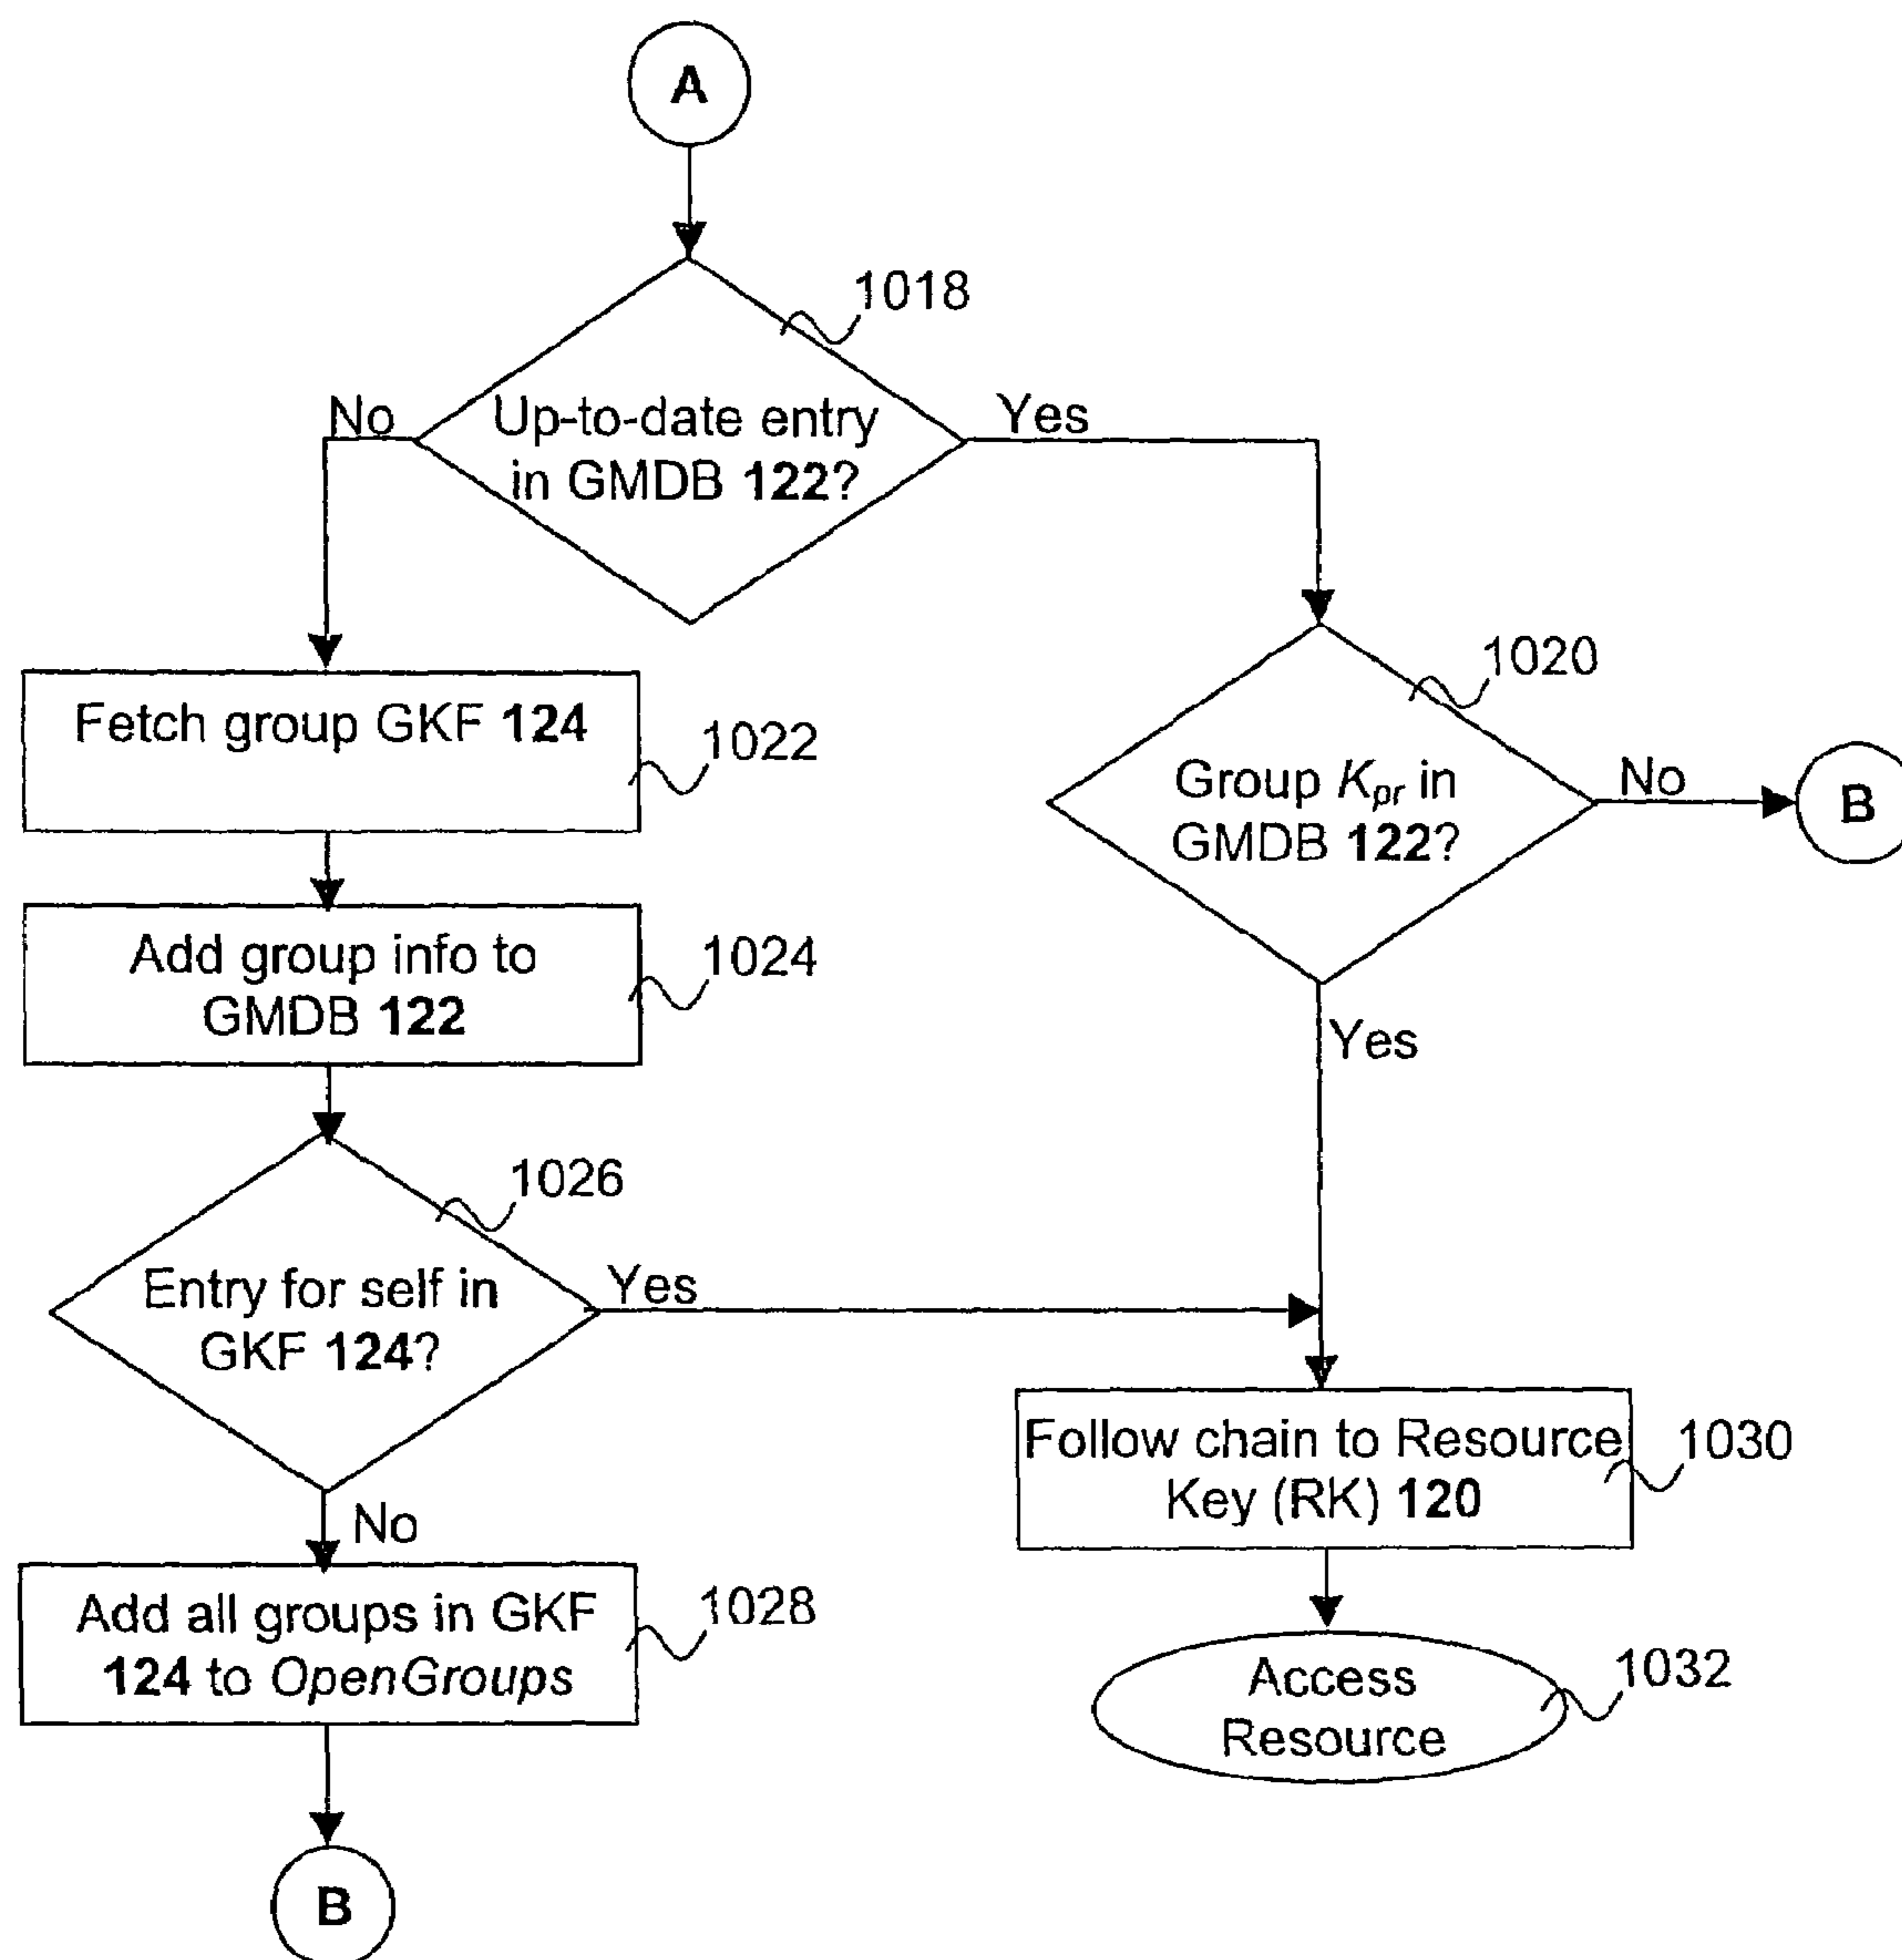 A
1018
No
Up-to-date entry
in GMDB 122?
Yes
1020
Fetch group GKF 124
1022
Group Kpr in
GMDB 122?
No
B
Add group info to
GMDB 122
1024
Yes
1026
Entry for self in
GKF 124?
Yes
Follow chain to Resource
Key (RK) 120
1030
No
Add all groups in GKF
124 to OpenGroups
1028
Access
Resource
1032
B